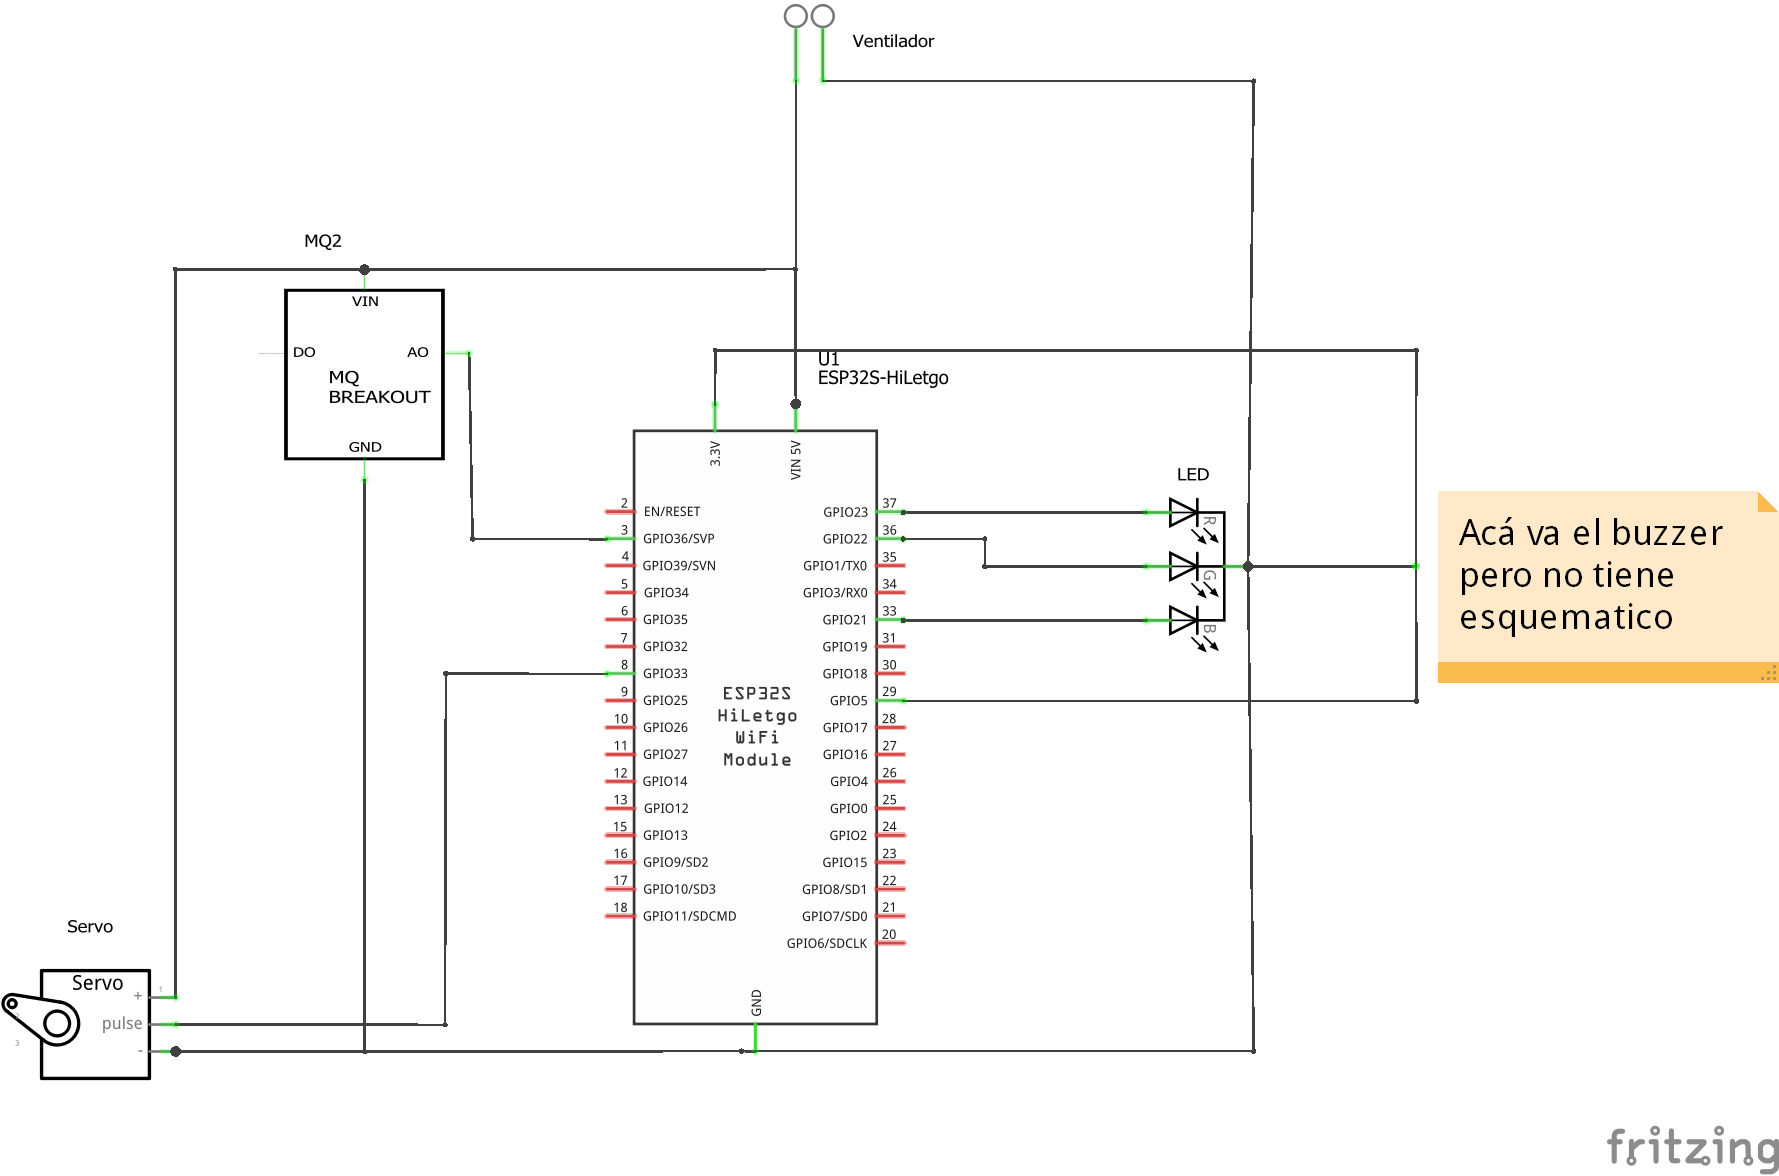 Ventilador
MQ2
VIN
DO
AO
MQ
BREAKOUT
GND
U1
ESP32S-HiLetgo
3.3V
VIN 5V
2 EN/RESET
3 GPIO36/SVP
4 GPIO39/SVN
5 GPIO34
6 GPIO35
7 GPIO32
8 GPIO33
9 GPIO25
10 GPIO26
11 GPIO27
12 GPIO14
13 GPIO12
15 GPIO13
16 GPIO9/SD2
17 GPIO10/SD3
18 GPIO11/SDCMD
ESP32S
HiLetgo
WiFi
Module
GPIO23 37
GPIO22 36
GPIO1/TX0 35
GPIO3/RX0 34
GPIO21 33
GPIO19 31
GPIO18 30
GPIO5 29
GPIO17 28
GPIO16 27
GPIO4 26
GPIO0 25
GPIO2 24
GPIO15 23
GPIO8/SD1 22
GPIO7/SD0 21
GPIO6/SDCLK 20
GND
LED
R
G
B
Acá va el buzzer
pero no tiene
esquematico
Servo
Servo
+ 1
pulse
-
3
fritzing